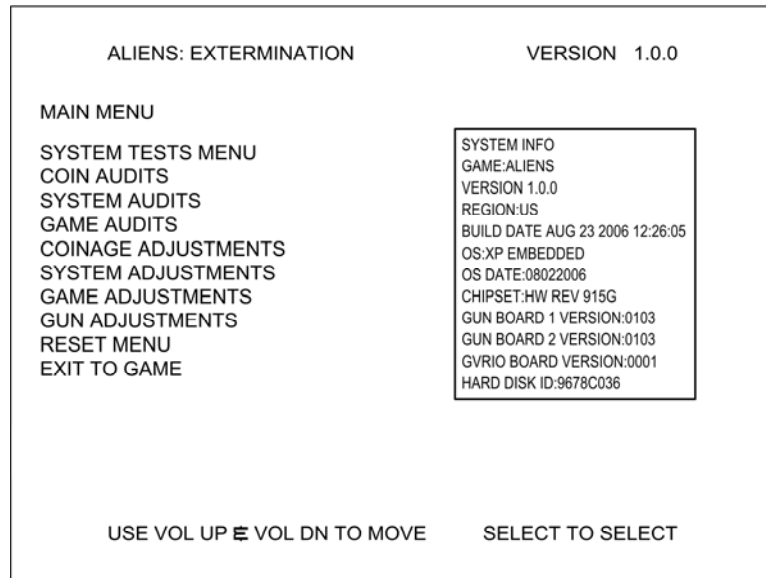 ALIENS: EXTERMINATION VERSION 1.0.0
MAIN MENU
SYSTEM TESTS MENU
COIN AUDITS
SYSTEM AUDITS
GAME AUDITS
COINAGE ADJUSTMENTS
SYSTEM ADJUSTMENTS
GAME ADJUSTMENTS
GUN ADJUSTMENTS
RESET MENU
EXIT TO GAME
SYSTEM INFO
GAME:ALIENS
VERSION 1.0.0
REGION:US
BUILD DATE AUG 23 2006 12:26:05
OS:XP EMBEDDED
OS DATE:08022006
CHIPSET:HW REV 915G
GUN BOARD 1 VERSION:0103
GUN BOARD 2 VERSION:0103
GVRIO BOARD VERSION:0001
HARD DISK ID:9678C036
USE VOL UP & VOL DN TO MOVE SELECT TO SELECT